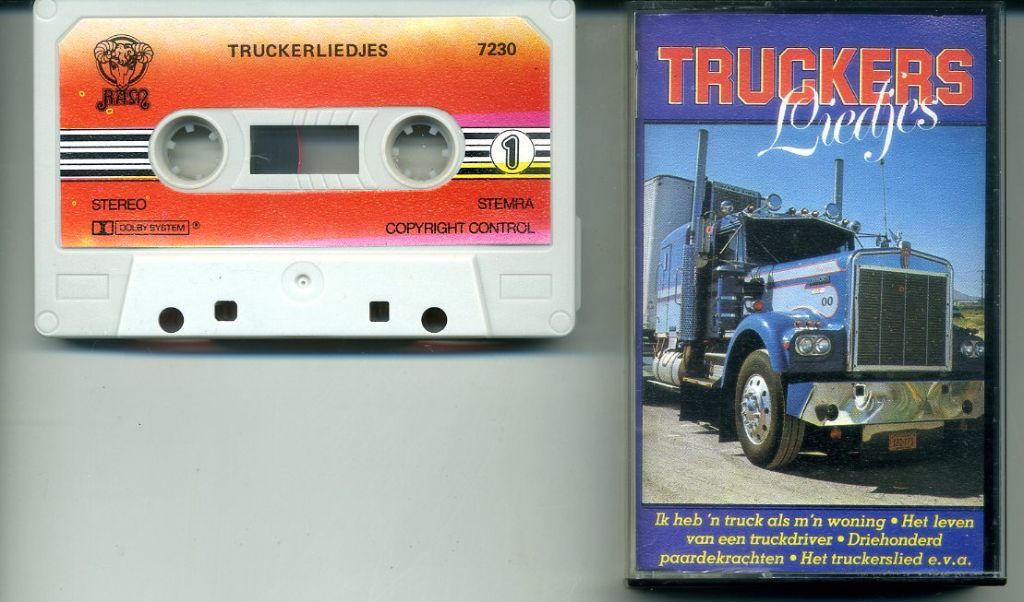 RAM
TRUCKERLIEDJES
7230
1
STEREO
DOLBY SYSTEM ®
STEMRA
COPYRIGHT CONTROL
TRUCKERS
Liedjes
00
Ik heb 'n truck als m'n woning • Het leven
van een truckdriver • Driehonderd
paardekrachten • Het truckerslied e.v.a.